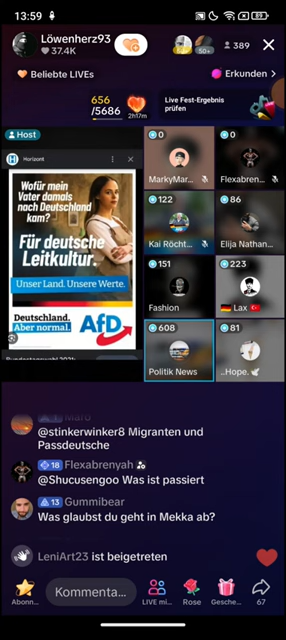 13:59
89
Löwenherz93
37.4K
50+
389
Beliebte LIVEs
Erkunden
656
/5686
2h17m
Live Fest-Ergebnis
prüfen
Host
Horizont
Wofür mein
Vater damals
nach Deutschland
kam?
Für deutsche
Leitkultur.
Unser Land. Unsere Werte.
Deutschland.
Aber normal.
AfD
0
MarkyMar...
0
Flexabren...
122
Kai Röcht...
86
Elija Nathan...
151
Fashion
223
Lax
608
Politik News
81
..Hope.
@stinkerwinker8 Migranten und
Passdeutsche
18 Flexabrenyah
@Shucusengoo Was ist passiert
13 Gummibear
Was glaubst du geht in Mekka ab?
LeniArt23 ist beigetreten
Abonn...
Kommenta...
LIVE mi...
Rose
Gesche...
67